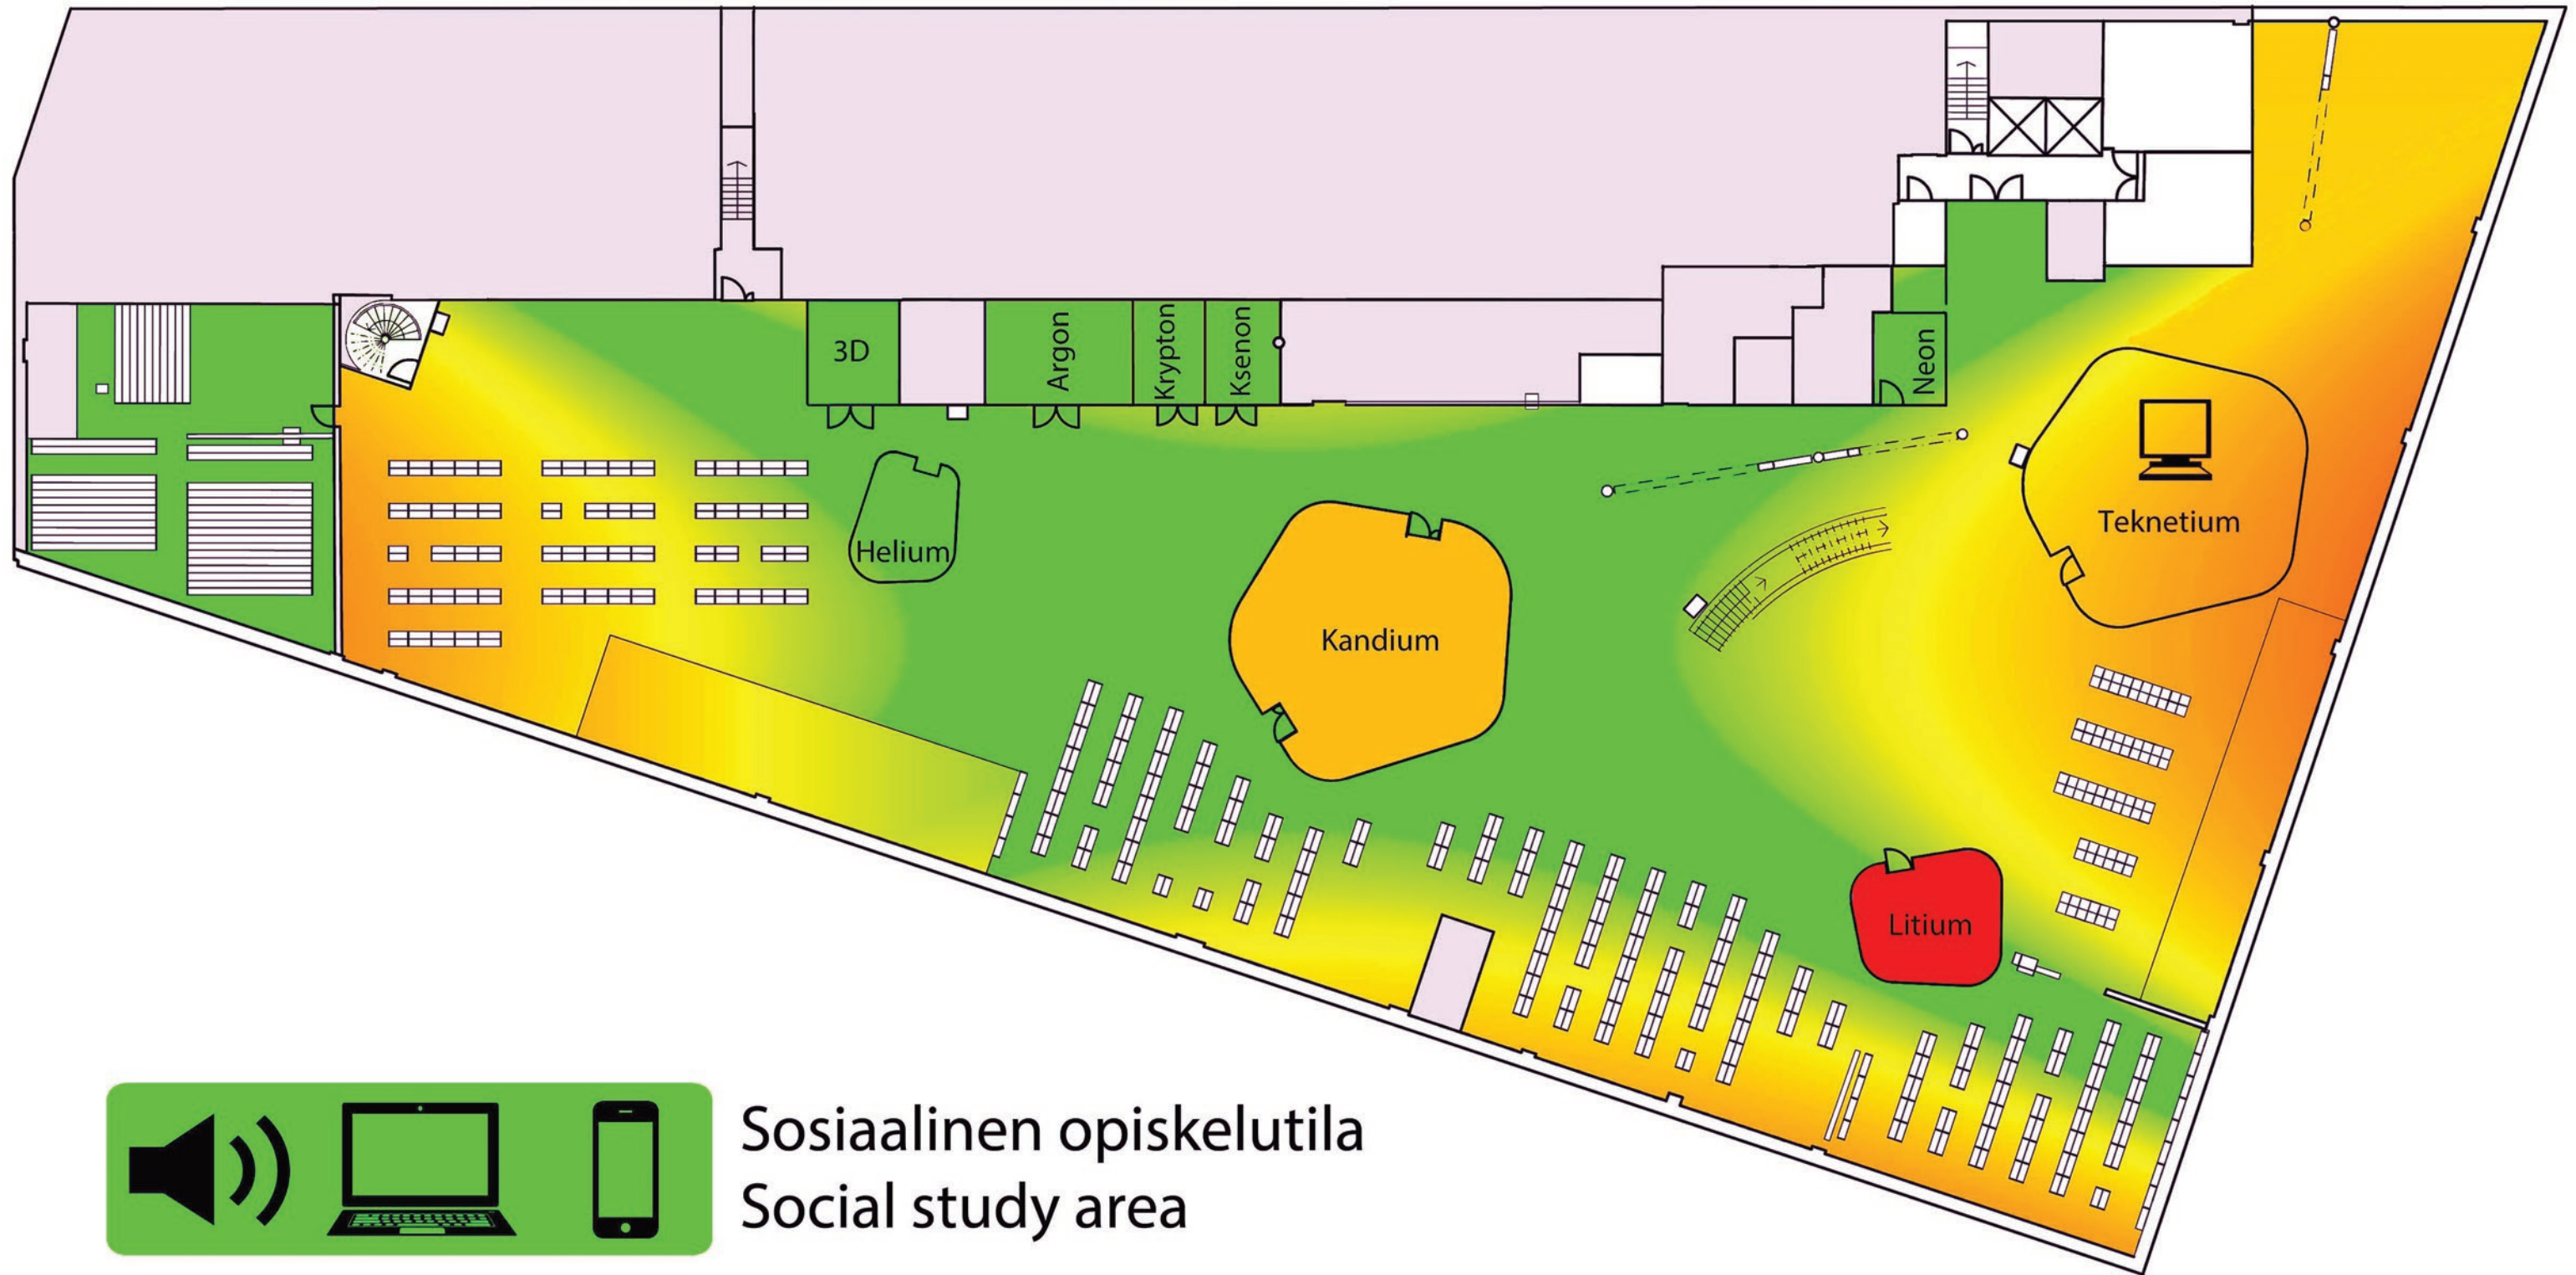 3D
Argon
Krypton
Ksenon
Neon
Helium
Kandium
Teknetium
Litium
Sosiaalinen opiskelutila
Social study area